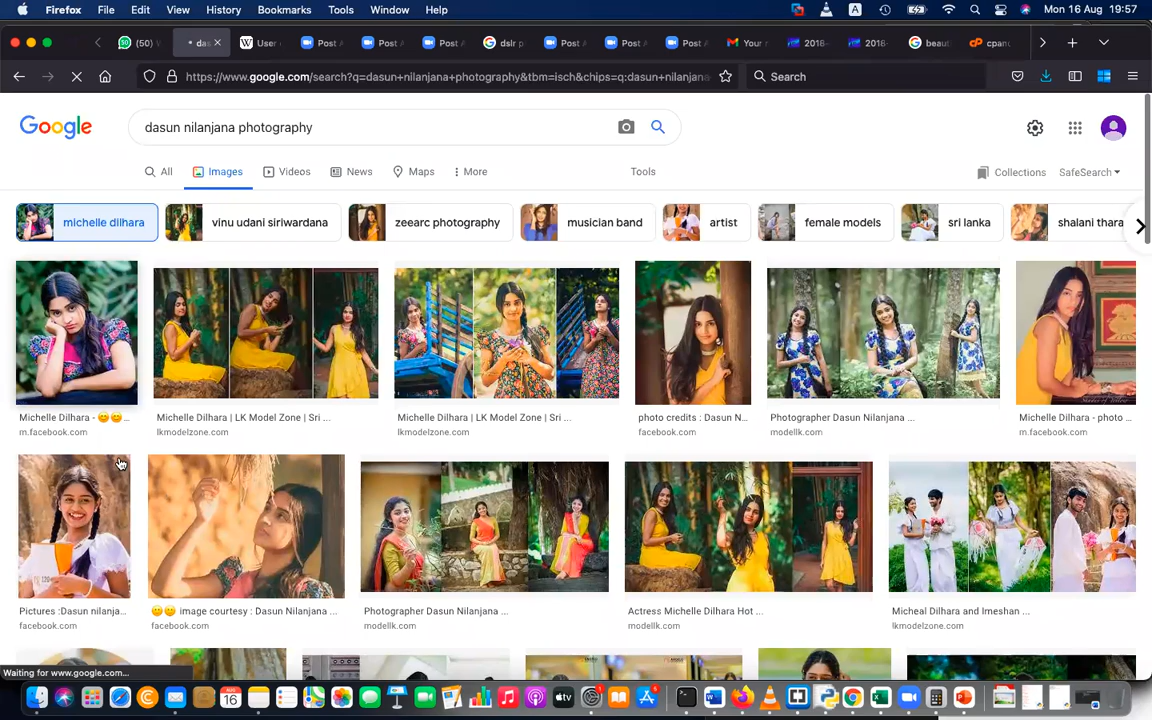 Firefox File Edit View History Bookmarks Tools Window Help A Mon 16 Aug 19:57
(50) W das User Post A Post A Post A dslr p Post A Post A Post A Your r 2018- 2018- beau cpan
https://www.google.com/search?q=dasun+nilanjana+photography&tbm=isch&chips=q:dasun+nilanjan Search
Google dasun nilanjana photography
All Images Videos News Maps More Tools Collections SafeSearch
michelle dilhara vinu udani siriwardana zeearc photography musician band artist female models sri lanka shalani thara
Michelle Dilhara - 😊😊... Michelle Dilhara | LK Model Zone | Sri ... Michelle Dilhara | LK Model Zone | Sri ... photo credits : Dasun N... Photographer Dasun Nilanjana ... Michelle Dilhara - photo ...
m.facebook.com lkmodelzone.com lkmodelzone.com facebook.com modellk.com m.facebook.com
Pictures :Dasun nilanja... 😊😊 image courtesy : Dasun Nilanjana ... Photographer Dasun Nilanjana ... Actress Michelle Dilhara Hot ... Micheal Dilhara and Imeshan ...
facebook.com facebook.com modellk.com modellk.com lkmodelzone.com
Waiting for www.google.com...
AUG
16